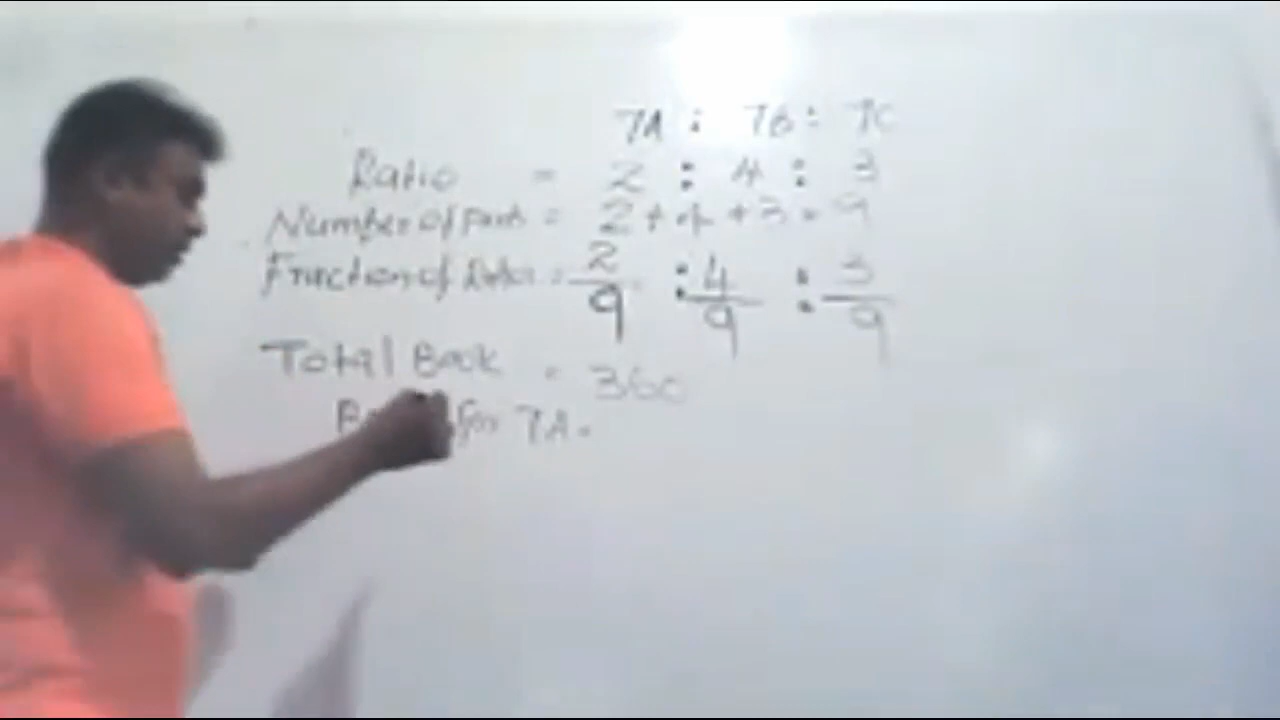 7A : 7B : 7C
Ratio = 2 : 4 : 3
Number of parts = 2 + 4 + 3 = 9
Fraction of Ratio = 2/9 : 4/9 : 3/9
Total Book = 360
for 7A =